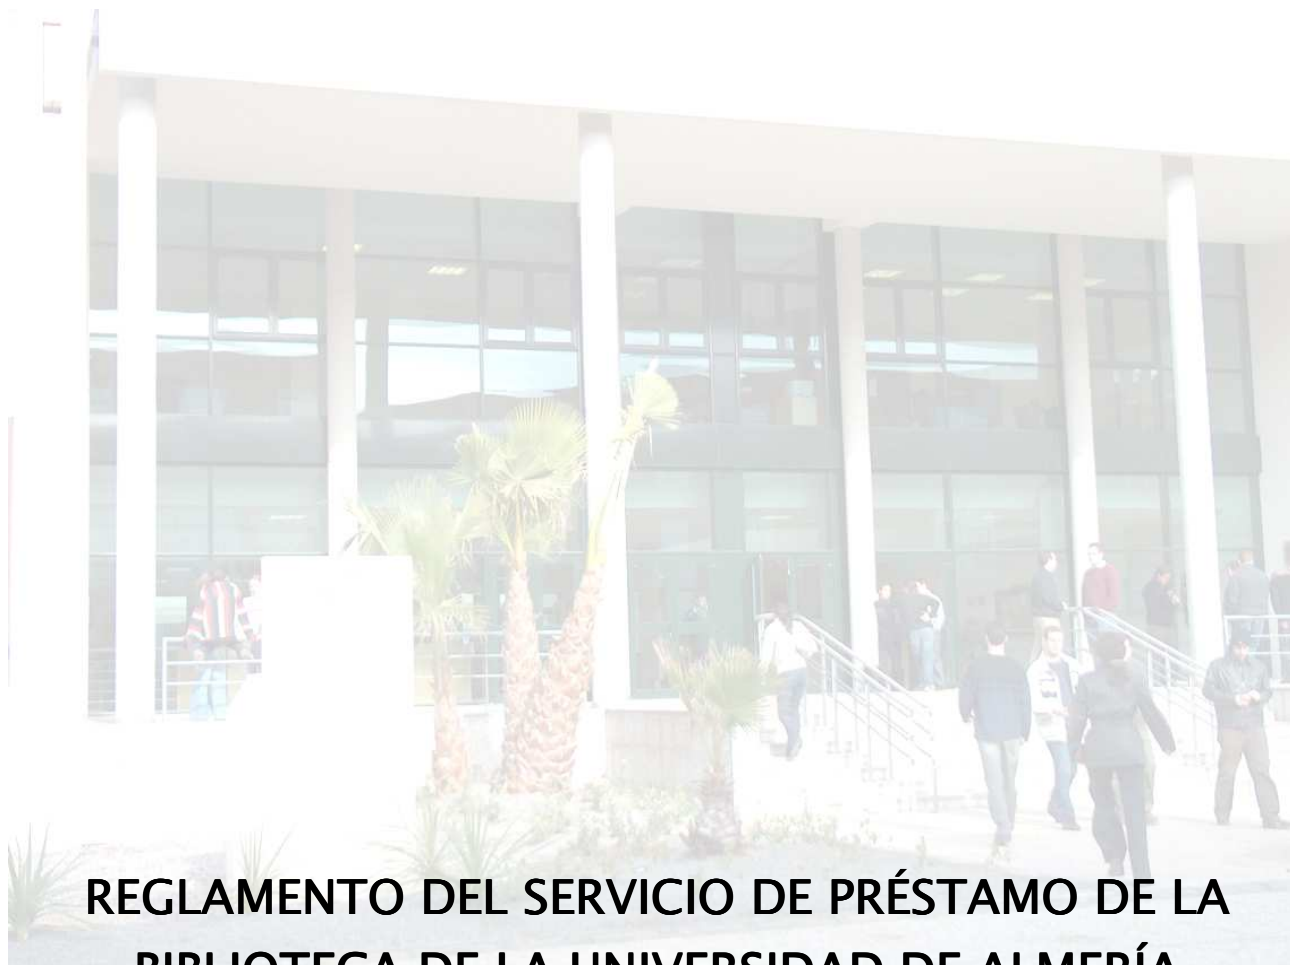 REGLAMENTO DEL SERVICIO DE PRÉSTAMO DE LA
BIBLIOTECA DE LA UNIVERSIDAD DE ALMERÍA